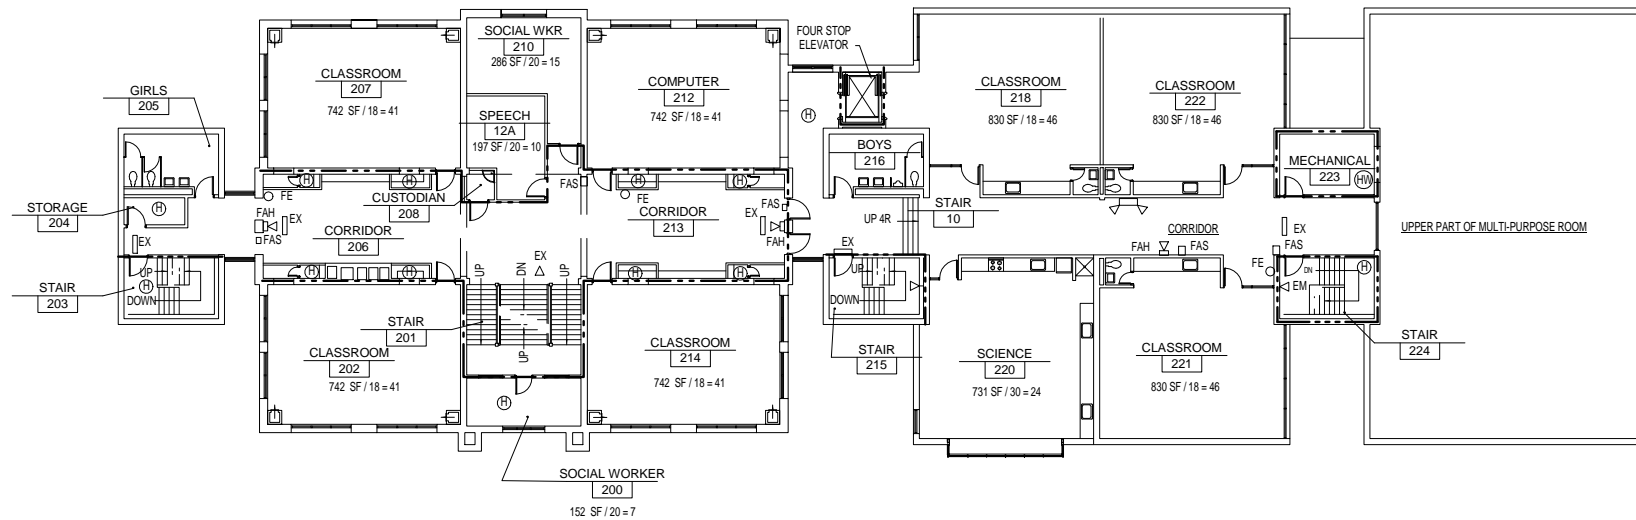 GIRLS
205
STORAGE
204
STAIR
203
UP
H
DOWN
EX
H
CLASSROOM
207
742 SF / 18 = 41
SOCIAL WKR
210
286 SF / 20 = 15
SPEECH
12A
197 SF / 20 = 10
COMPUTER
212
742 SF / 18 = 41
H
H
FE
FAH
EX
FAS
CORRIDOR
206
CUSTODIAN
208
H
H
FAS
H
H
FE
CORRIDOR
213
EX
FAS
FAH
H
H
UP
DN
EX
UP
UP
STAIR
201
CLASSROOM
202
742 SF / 18 = 41
CLASSROOM
214
742 SF / 18 = 41
H
SOCIAL WORKER
200
152 SF / 20 = 7
FOUR STOP
ELEVATOR
H
BOYS
216
UP 4R
STAIR
10
EX
UP
DOWN
STAIR
215
CLASSROOM
218
830 SF / 18 = 46
CLASSROOM
222
830 SF / 18 = 46
MECHANICAL
223
HW
CORRIDOR
FAH
FAS
EX
FAS
FE
H
DN
EM
SCIENCE
220
731 SF / 30 = 24
CLASSROOM
221
830 SF / 18 = 46
STAIR
224
UPPER PART OF MULTI-PURPOSE ROOM